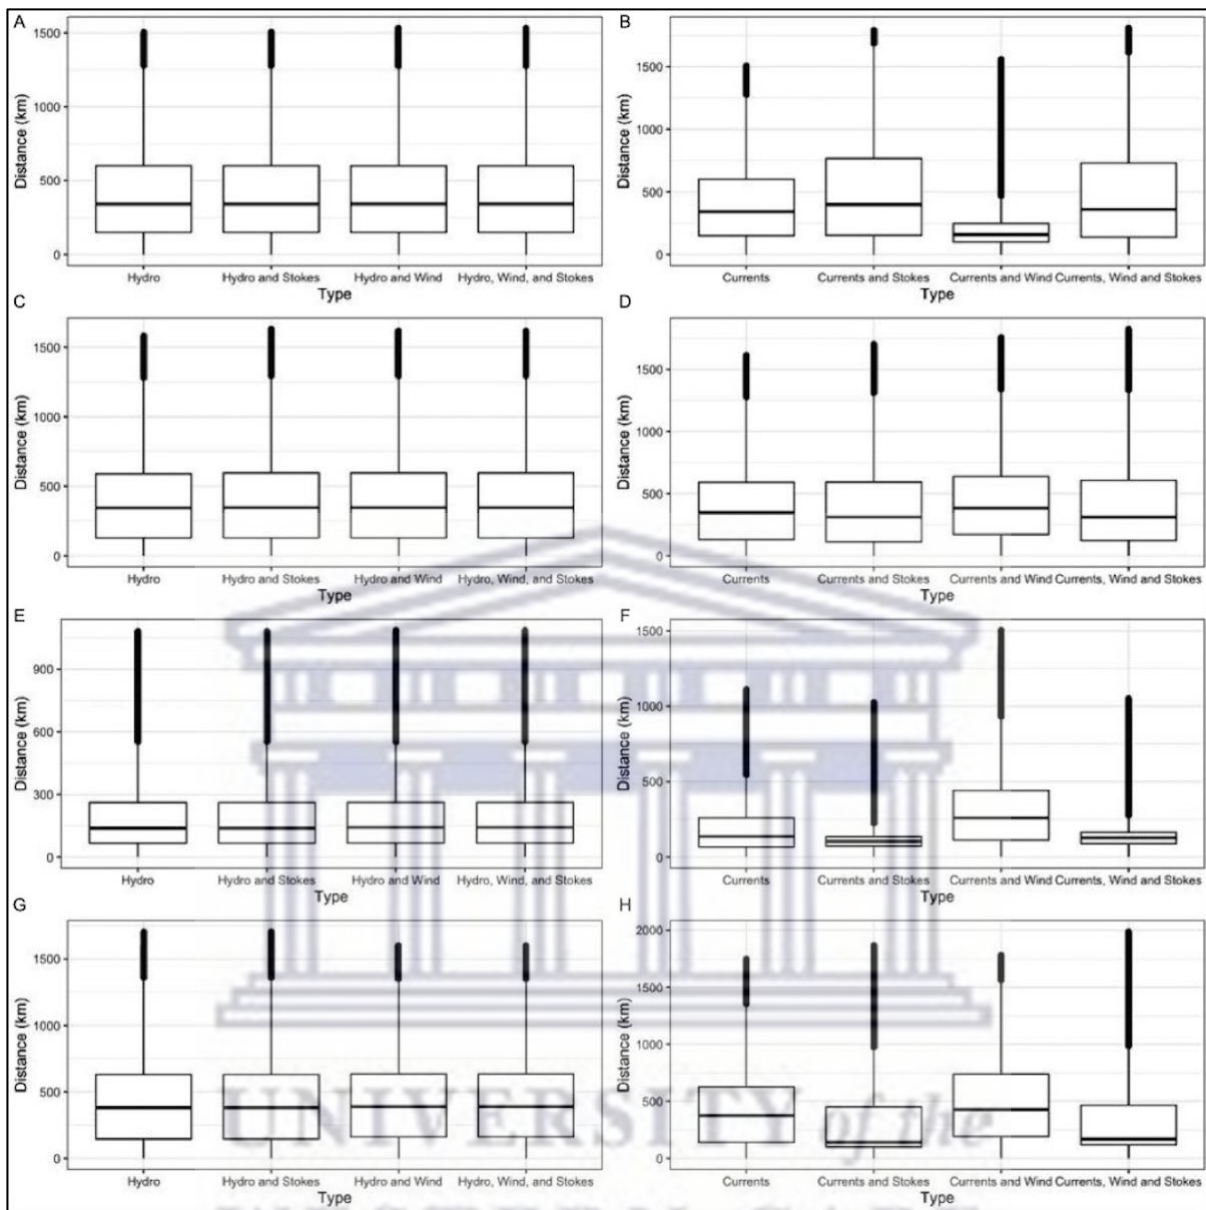 A
B
1500
1000
500
0
Distance (km)
Hydro
Hydro and Stokes
Hydro and Wind
Hydro, Wind, and Stokes
Type
1500
1000
500
0
Distance (km)
Currents
Currents and Stokes
Currents and Wind
Currents, Wind, and Stokes
Type
C
D
1500
1000
500
0
Distance (km)
Hydro
Hydro and Stokes
Hydro and Wind
Hydro, Wind, and Stokes
Type
1500
1000
500
0
Distance (km)
Currents
Currents and Stokes
Currents and Wind
Currents, Wind and Stokes
Type
E
F
900
600
300
0
Distance (km)
Hydro
Hydro and Stokes
Hydro and Wind
Hydro, Wind, and Stokes
Type
1500
1000
500
0
Distance (km)
Currents
Currents and Stokes
Currents and Wind
Currents, Wind and Stokes
Type
G
H
1500
1000
500
0
Distance (km)
Hydro
Hydro and Stokes
Hydro and Wind
Hydro, Wind, and Stokes
Type
2000
1500
1000
500
0
Distance (km)
Currents
Currents and Stokes
Currents and Wind
Currents, Wind and Stokes
Type
UNIVERSITY of the